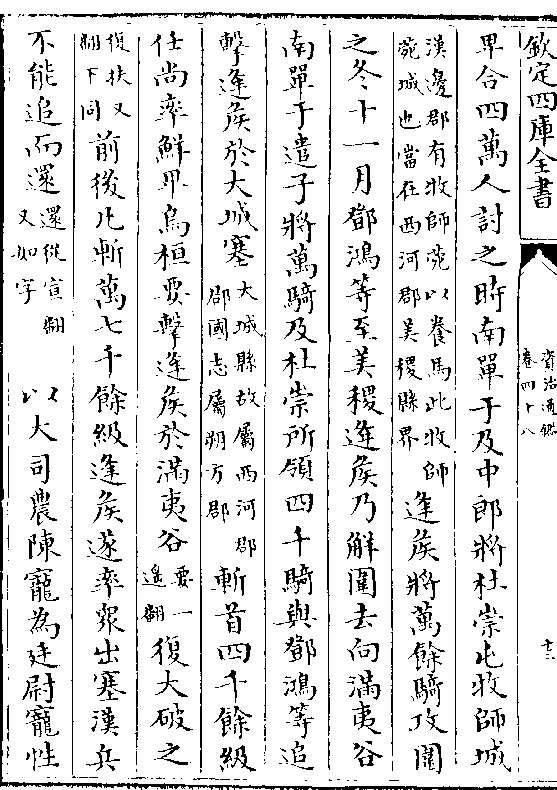 欽定四庫全書
資治通鑑
卷四十八
十三
卑合四萬人討之時南單于及中郎將杜崇屯牧師城
漢邊郡有牧師菀以養馬此牧師
菀城也當在西河郡美稷縣界
逢侯將萬餘騎攻圍
之冬十一月鄧鴻等至美稷逢侯乃解圍去向滿夷谷
南單于遣子將萬騎及杜崇所領四千騎與鄧鴻等追
擊逢侯於大城塞
大城縣故屬西河郡
郡國志屬朔方郡
斬首四千餘級
任尚率鮮卑烏桓要擊逢侯於滿夷谷
要一
遥翻
復大破之
復扶又
翻下同
前後凡斬萬七千餘級逢侯遂率衆出塞漢兵
不能追而還
還從宣翻
又如字
以大司農陳寵為廷尉寵性